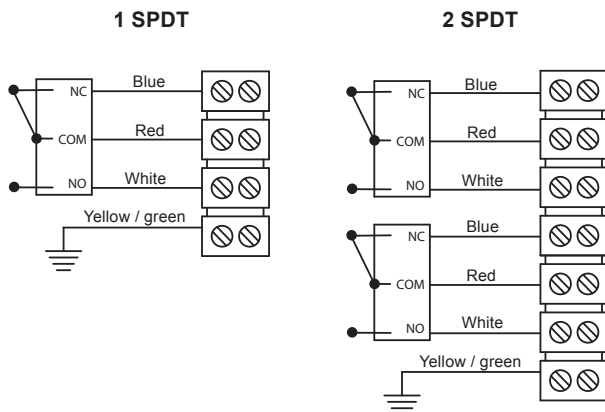 1 SPDT
NC
Blue
COM
Red
NO
White
Yellow / green
2 SPDT
NC
Blue
COM
Red
NO
White
NC
Blue
COM
Red
NO
White
Yellow / green